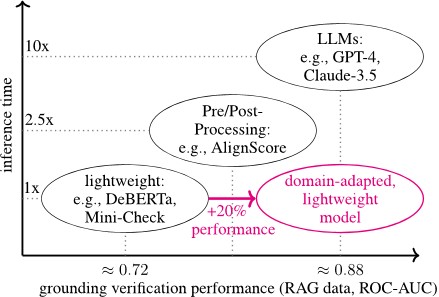 10x
LLMs:
e.g., GPT-4,
Claude-3.5
2.5x
Pre/Post-
Processing:
e.g., AlignScore
inference time
1x
lightweight:
e.g., DeBERTa,
Mini-Check
+20%
performance
domain-adapted,
lightweight
model
≈ 0.72
≈ 0.88
grounding verification performance (RAG data, ROC-AUC)